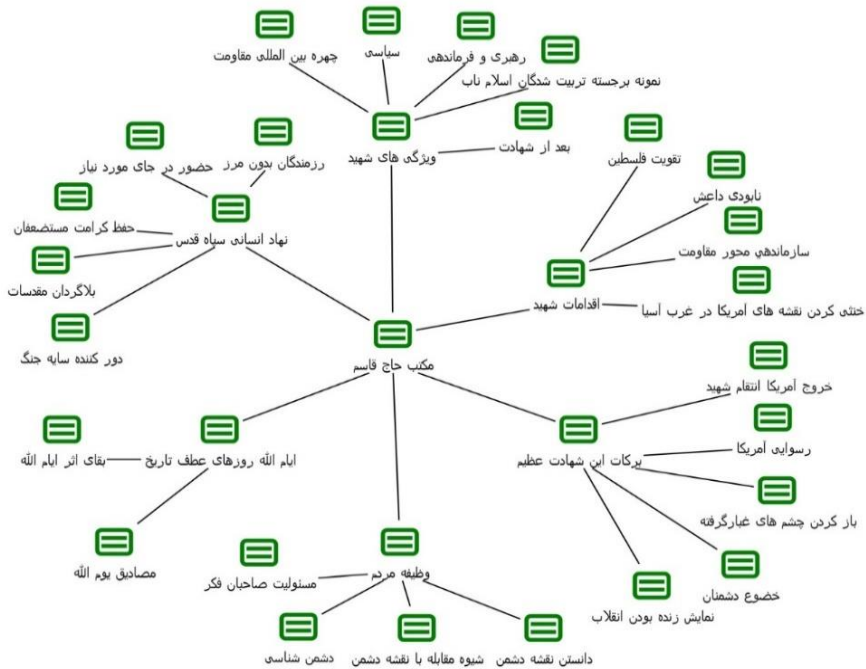 چهره بین المللی مقاومت
سیاسی
رهبری و فرماندهی
نمونه برجسته تربیت شدگان اسلام ناب
بعد از شهادت
ویژگی های شهید
رزمندگان بدون مرز
حضور در جای مورد نیاز
حفظ کرامت مستضعفان
نهاد انسانی سپاه قدس
بلاگردان مقدسات
دور کننده سایه جنگ
تقویت فلسطین
نابودی داعش
سازماندهي محور مقاومت
خنثی کردن نقشه های آمریکا در غرب آسیا
اقدامات شهید
مکتب حاج قاسم
خروج آمریکا انتقام شهید
رسوایی آمریکا
برکات این شهادت عظیم
باز کردن چشم های غبارگرفته
خضوع دشمنان
نمایش زنده بودن انقلاب
ایام الله روزهای عطف تاریخ
بقای اثر ایام الله
مصادیق یوم الله
وظیفه مردم
مسئولیت صاحبان فکر
دانستن نقشه دشمن
شیوه مقابله با نقشه دشمن
دشمن شناسی